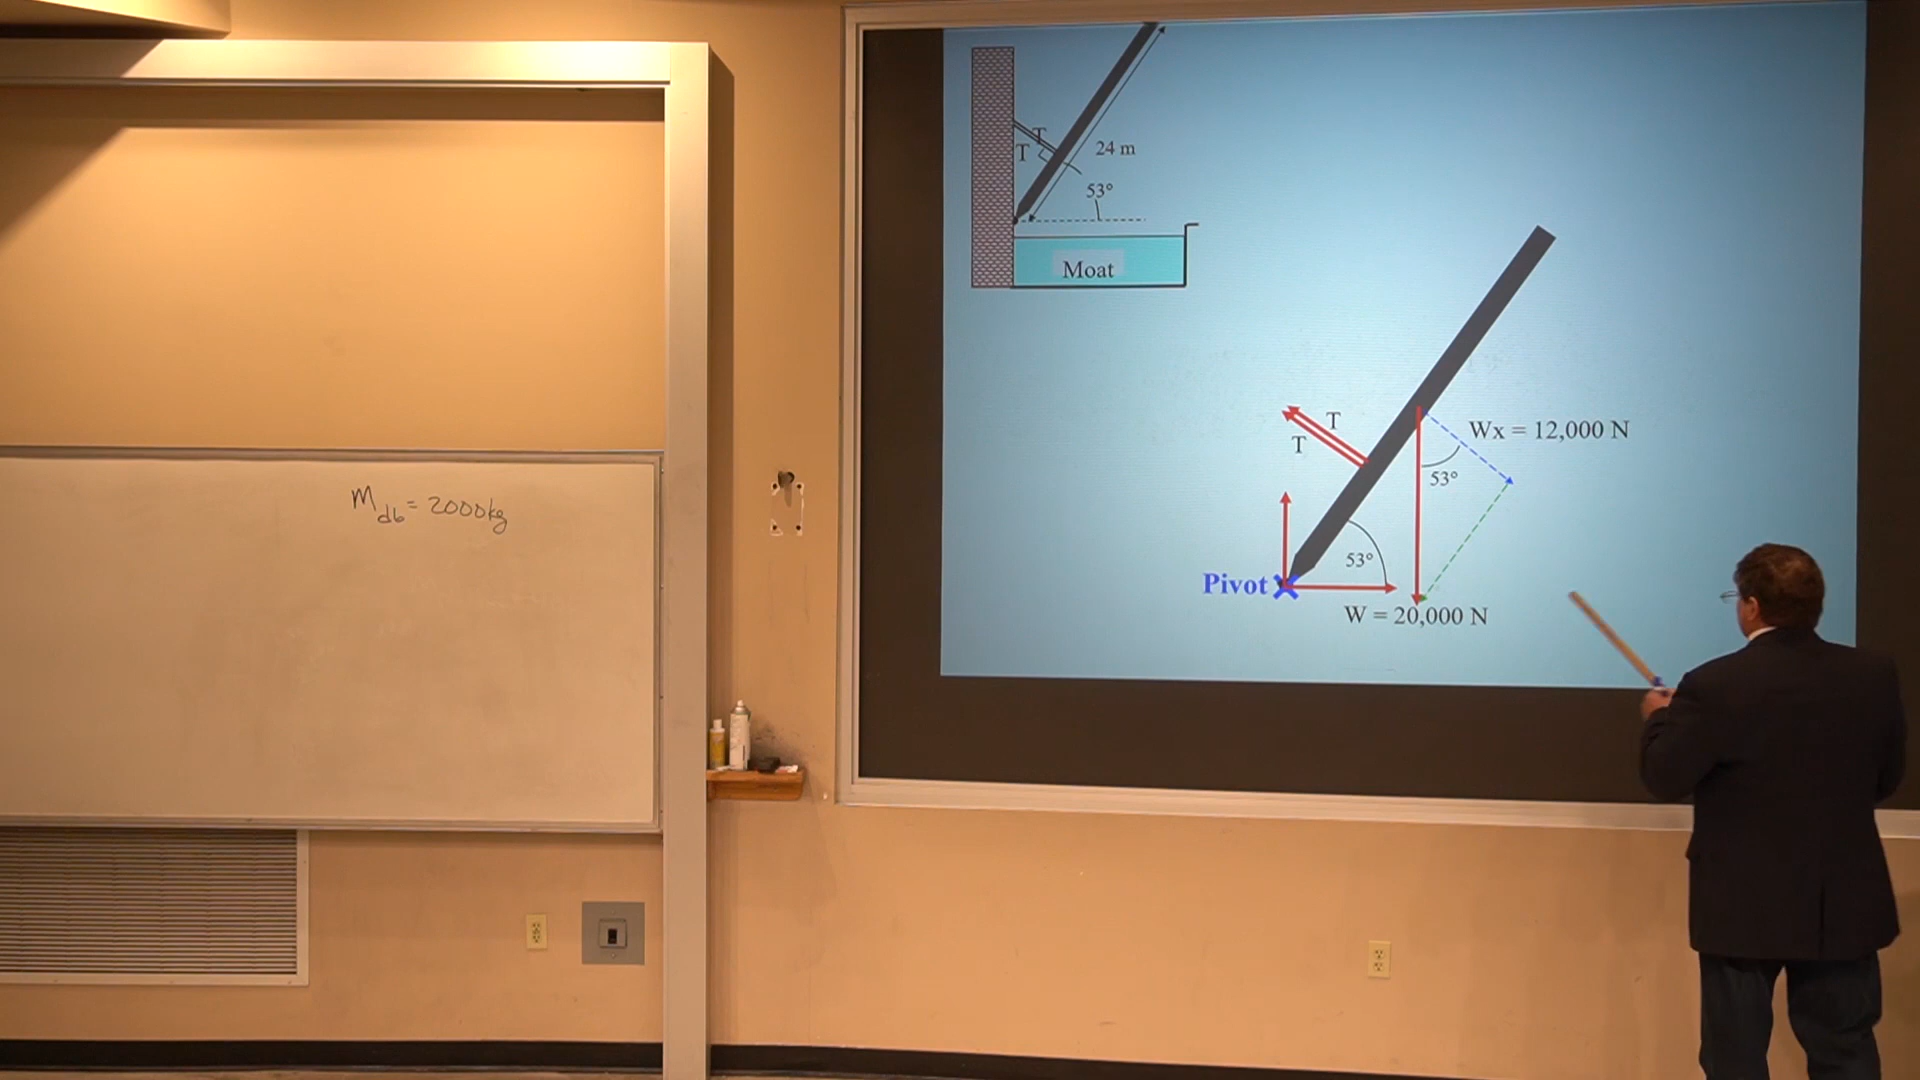 M_db = 2000kg
T
T
24 m
53°
Moat
T
T
Wx = 12,000 N
53°
53°
Pivot
W = 20,000 N